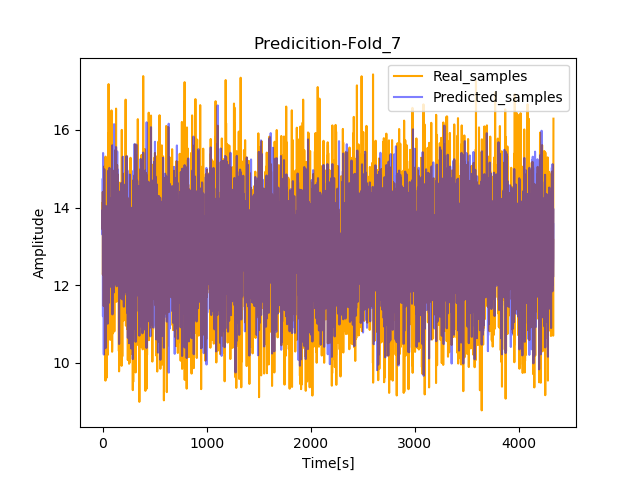 Predicition-Fold_7
Real_samples
Predicted_samples
16
14
12
10
Amplitude
0 1000 2000 3000 4000
Time[s]